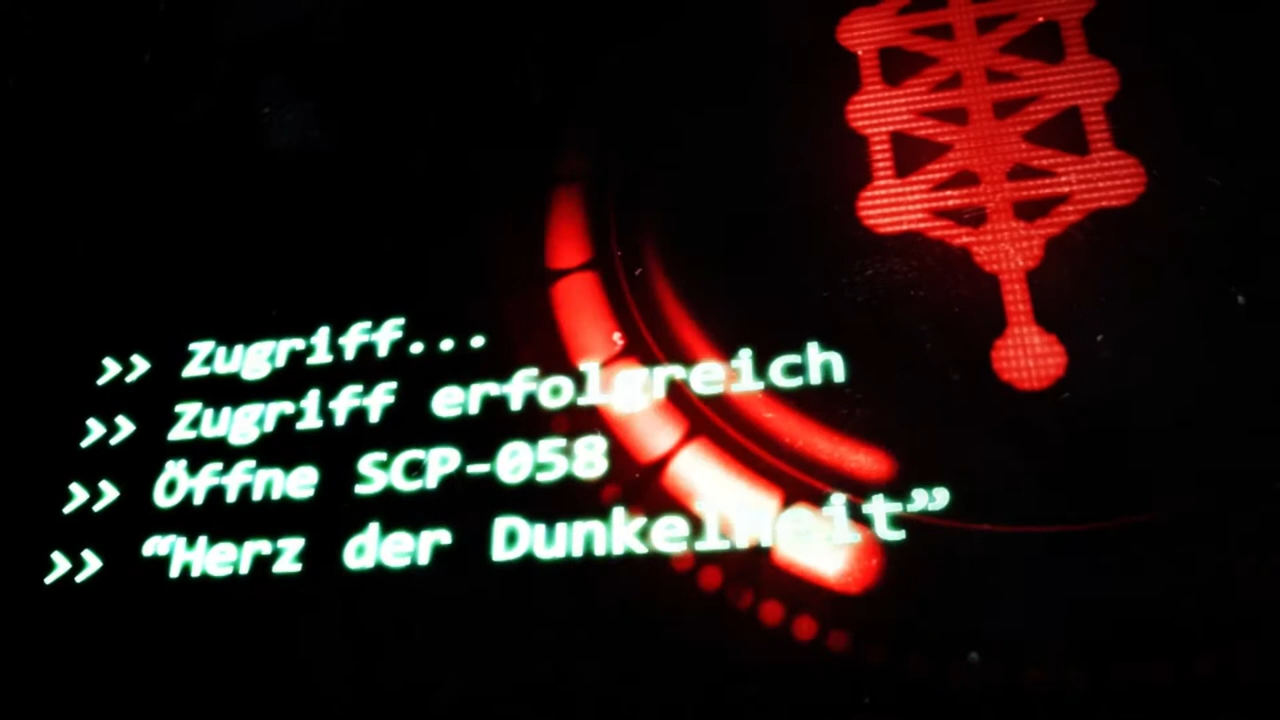 >> Zugriff...
>> Zugriff erfolgreich
>> Öffne SCP-058
>> “Herz der Dunkelheit”